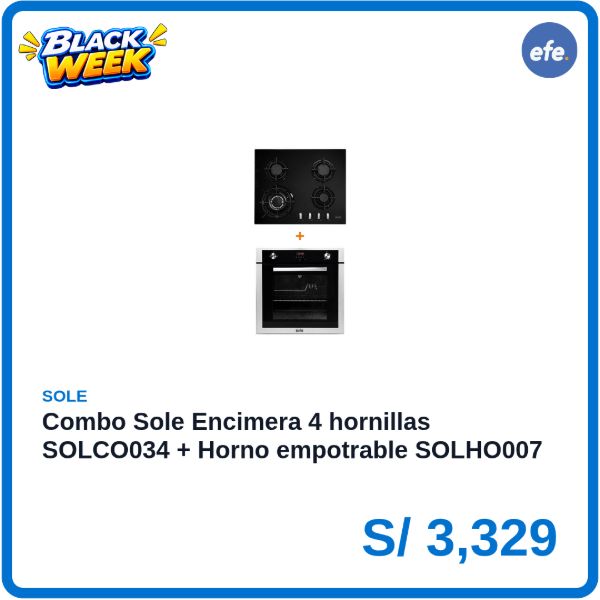 BLACK
WEEK
efe.
SOLE
Combo Sole Encimera 4 hornillas
SOLCO034 + Horno empotrable SOLHO007
S/ 3,329